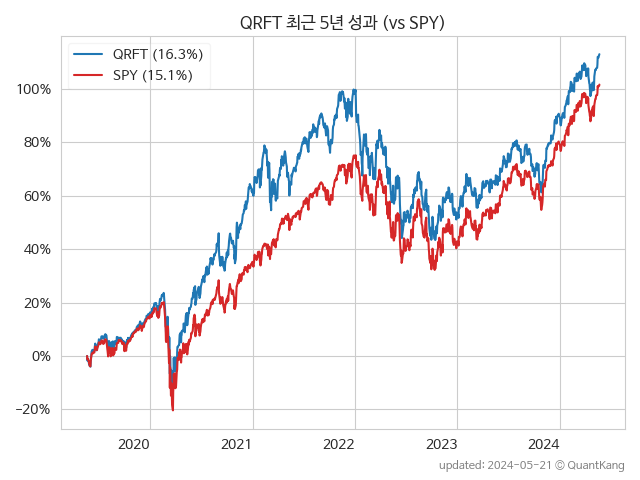 QRFT 최근 5년 성과 (vs SPY)
QRFT (16.3%)
SPY (15.1%)
100%
80%
60%
40%
20%
0%
−20%
2020 2021 2022 2023 2024
updated: 2024-05-21 © QuantKang